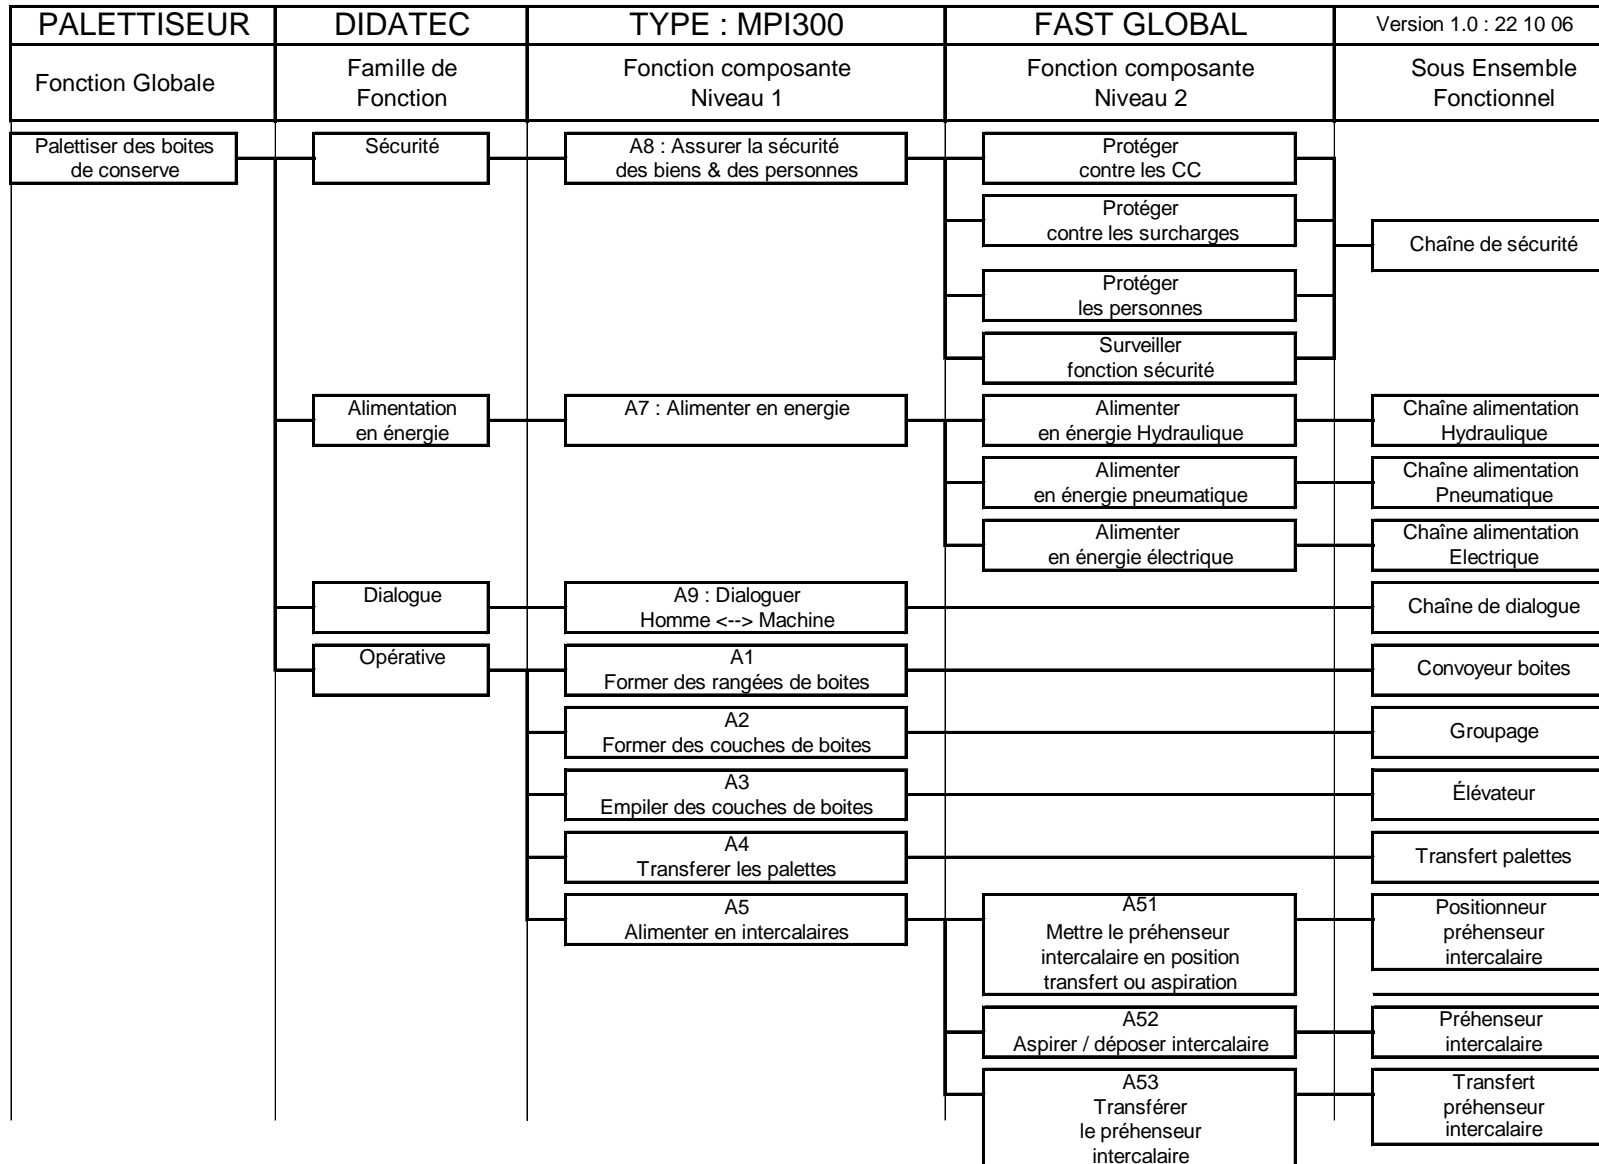 PALETTISEUR
DIDATEC
TYPE : MPI300
FAST GLOBAL
Version 1.0 : 22 10 06
Fonction Globale
Famille de
Fonction
Fonction composante
Niveau 1
Fonction composante
Niveau 2
Sous Ensemble
Fonctionnel
Palettiser des boites
de conserve
Sécurité
A8 : Assurer la sécurité
des biens & des personnes
Protéger
contre les CC
Protéger
contre les surcharges
Chaîne de sécurité
Protéger
les personnes
Surveiller
fonction sécurité
Alimentation
en énergie
A7 : Alimenter en energie
Alimenter
en énergie Hydraulique
Chaîne alimentation
Hydraulique
Alimenter
en énergie pneumatique
Chaîne alimentation
Pneumatique
Alimenter
en énergie électrique
Chaîne alimentation
Electrique
Dialogue
A9 : Dialoguer
Homme <--> Machine
Chaîne de dialogue
Opérative
A1
Former des rangées de boites
Convoyeur boites
A2
Former des couches de boites
Groupage
A3
Empiler des couches de boites
Élévateur
A4
Transferer les palettes
Transfert palettes
A5
Alimenter en intercalaires
A51
Mettre le préhenseur
intercalaire en position
transfert ou aspiration
Positionneur
préhenseur
intercalaire
A52
Aspirer / déposer intercalaire
Préhenseur
intercalaire
A53
Transférer
le préhenseur
intercalaire
Transfert
préhenseur
intercalaire